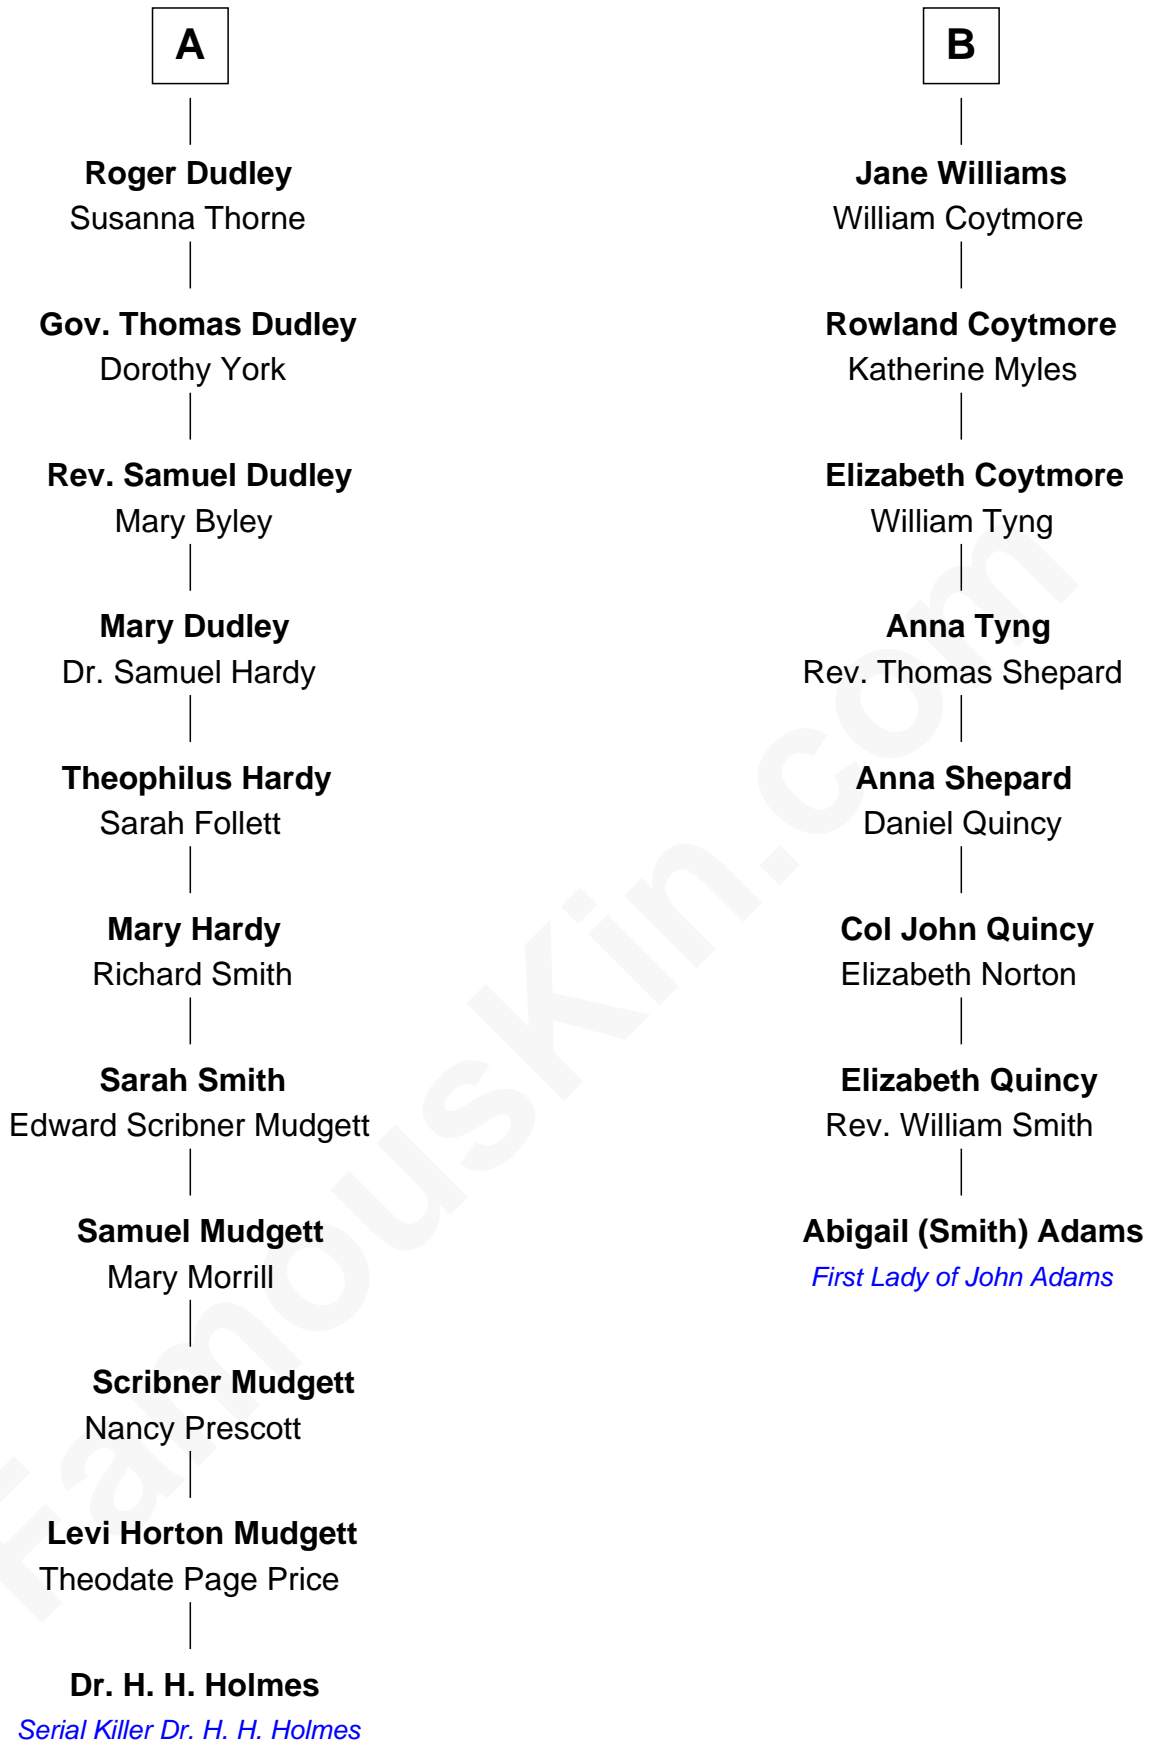 A
Roger Dudley
Susanna Thorne
Gov. Thomas Dudley
Dorothy York
Rev. Samuel Dudley
Mary Byley
Mary Dudley
Dr. Samuel Hardy
Theophilus Hardy
Sarah Follett
Mary Hardy
Richard Smith
Sarah Smith
Edward Scribner Mudgett
Samuel Mudgett
Mary Morrill
Scribner Mudgett
Nancy Prescott
Levi Horton Mudgett
Theodate Page Price
Dr. H. H. Holmes
Serial Killer Dr. H. H. Holmes
B
Jane Williams
William Coytmore
Rowland Coytmore
Katherine Myles
Elizabeth Coytmore
William Tyng
Anna Tyng
Rev. Thomas Shepard
Anna Shepard
Daniel Quincy
Col John Quincy
Elizabeth Norton
Elizabeth Quincy
Rev. William Smith
Abigail (Smith) Adams
First Lady of John Adams
FamousKin.com